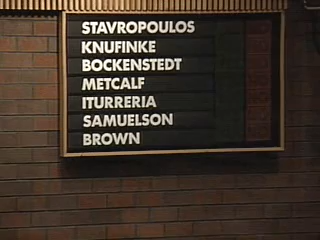 STAVROPOULOS
KNUFINKE
BOCKENSTEDT
METCALF
ITURRERIA
SAMUELSON
BROWN